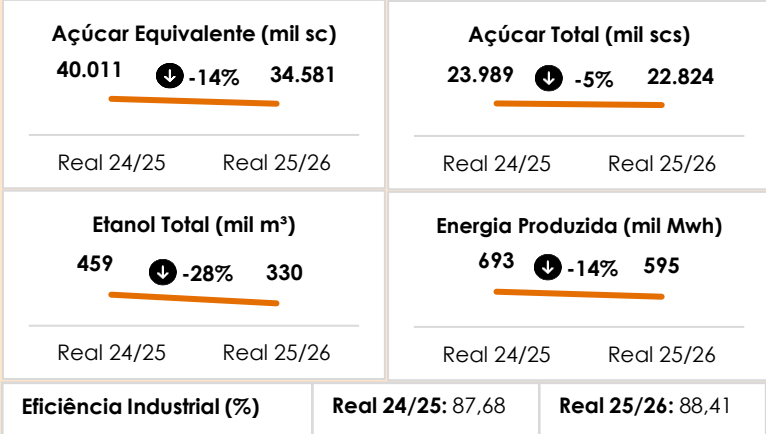 Açúcar Equivalente (mil sc)
40.011 -14% 34.581
Real 24/25 Real 25/26
Açúcar Total (mil scs)
23.989 -5% 22.824
Real 24/25 Real 25/26
Etanol Total (mil m³)
459 -28% 330
Real 24/25 Real 25/26
Energia Produzida (mil Mwh)
693 -14% 595
Real 24/25 Real 25/26
Eficiência Industrial (%) Real 24/25: 87,68 Real 25/26: 88,41